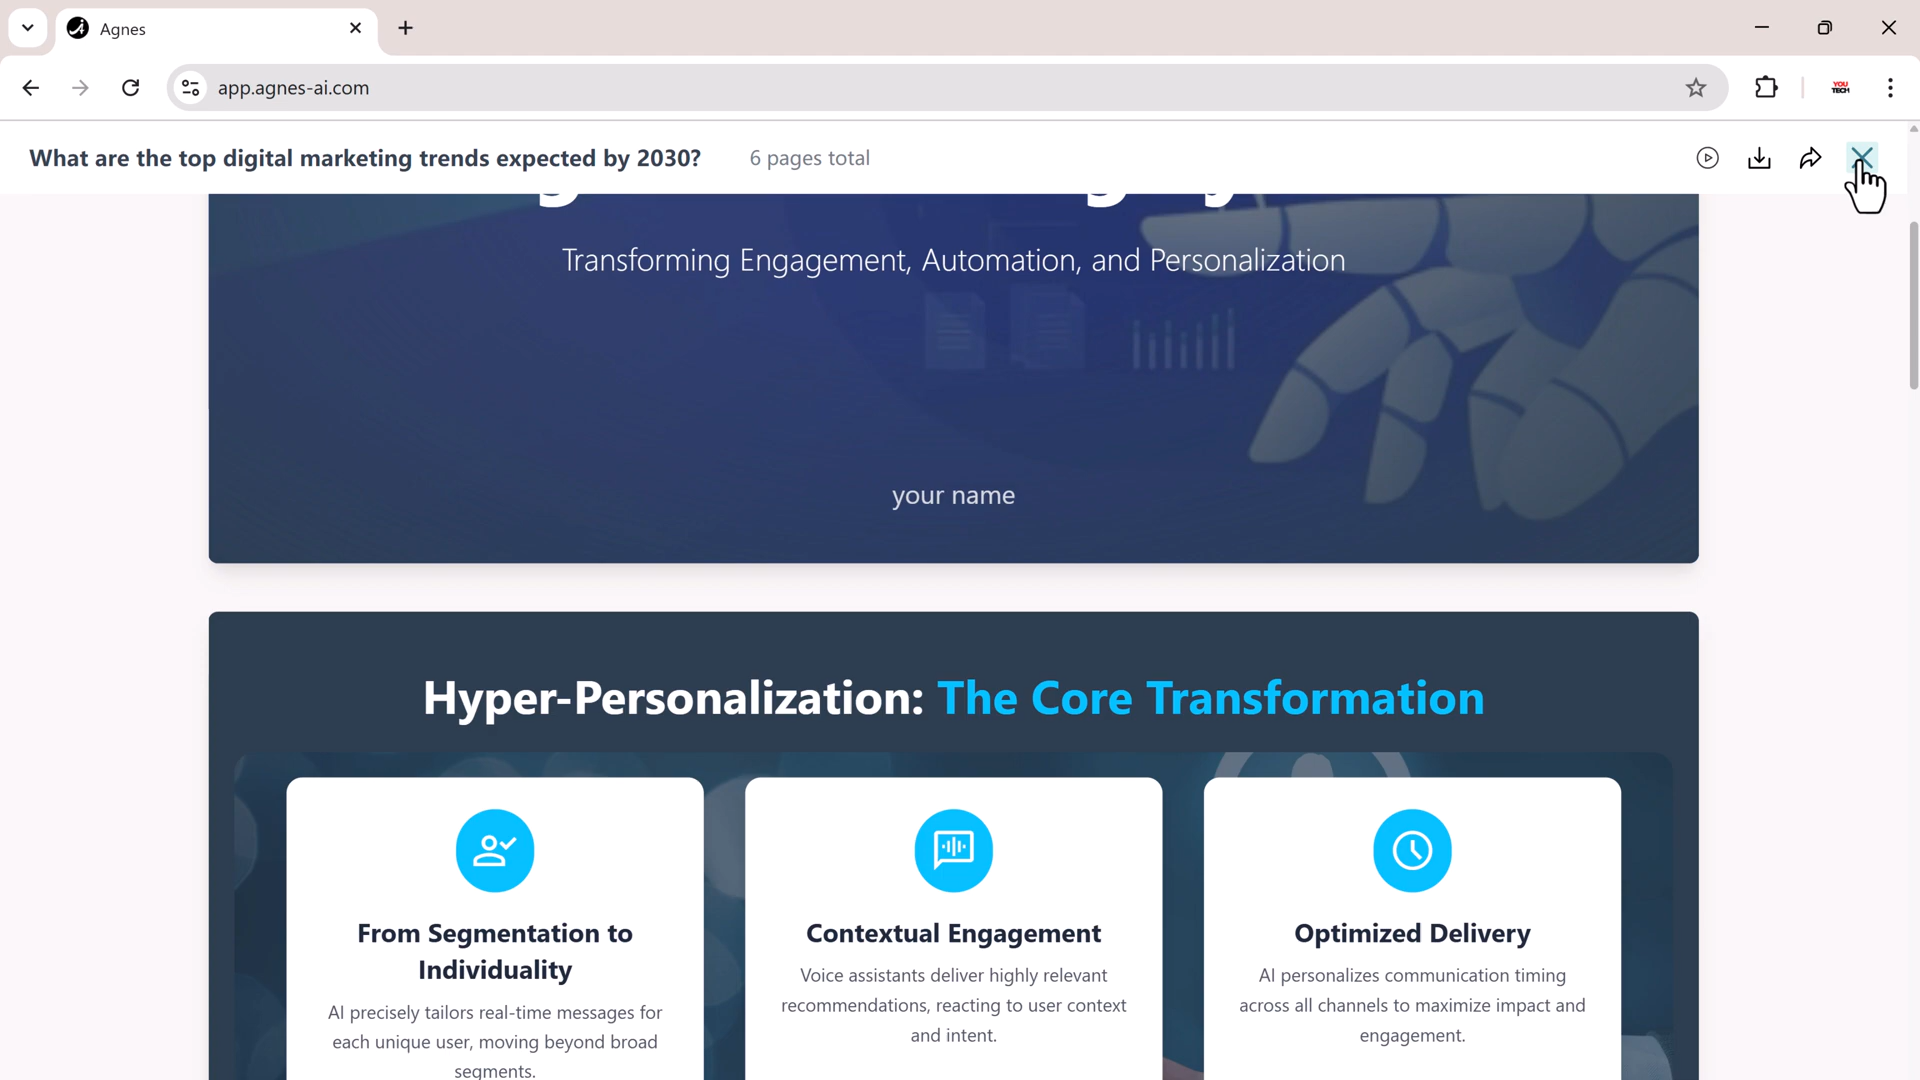 Agnes
app.agnes-ai.com
YOU
TECH
What are the top digital marketing trends expected by 2030?
6 pages total
Transforming Engagement, Automation, and Personalization
your name
Hyper-Personalization: The Core Transformation
From Segmentation to
Individuality
AI precisely tailors real-time messages for
each unique user, moving beyond broad
segments.
Contextual Engagement
Voice assistants deliver highly relevant
recommendations, reacting to user context
and intent.
Optimized Delivery
AI personalizes communication timing
across all channels to maximize impact and
engagement.